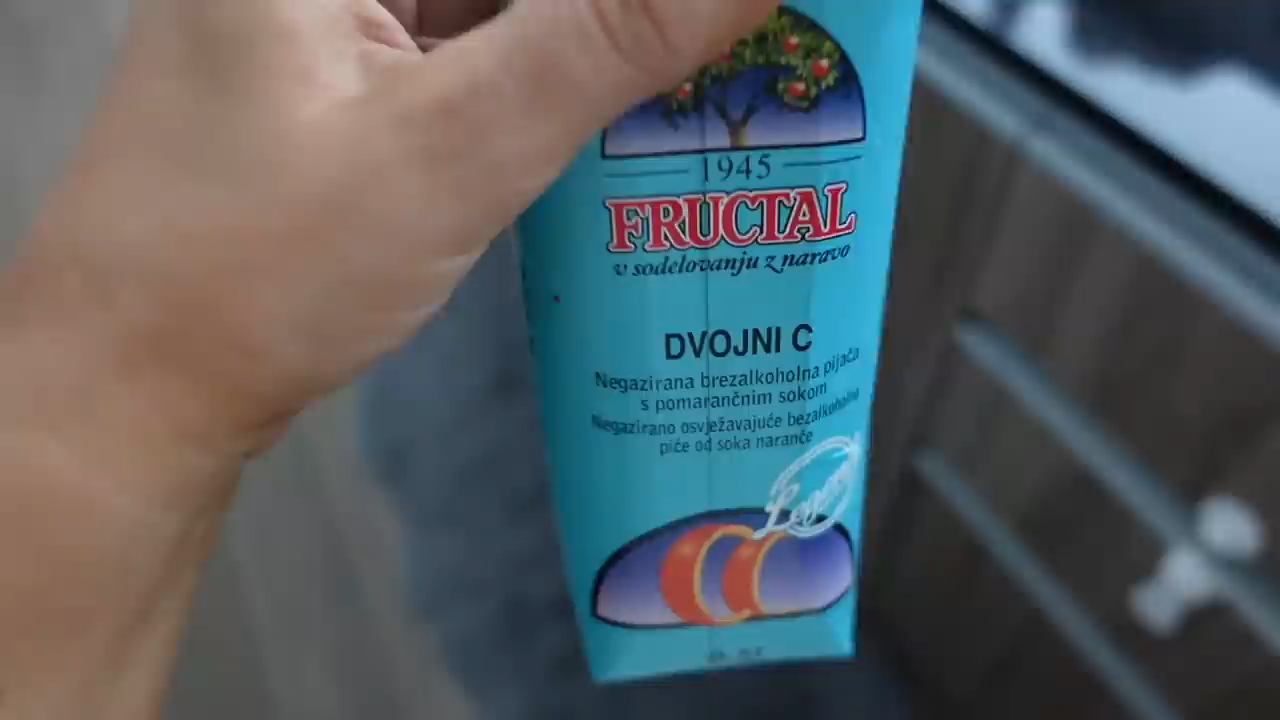 1945
FRUCTAL
v sodelovanju z naravo
DVOJNI C
Negazirana brezalkoholna pijača
s pomarančnim sokom
Negazirano osvježavajuće bezalkoholno
piće od soka naranče